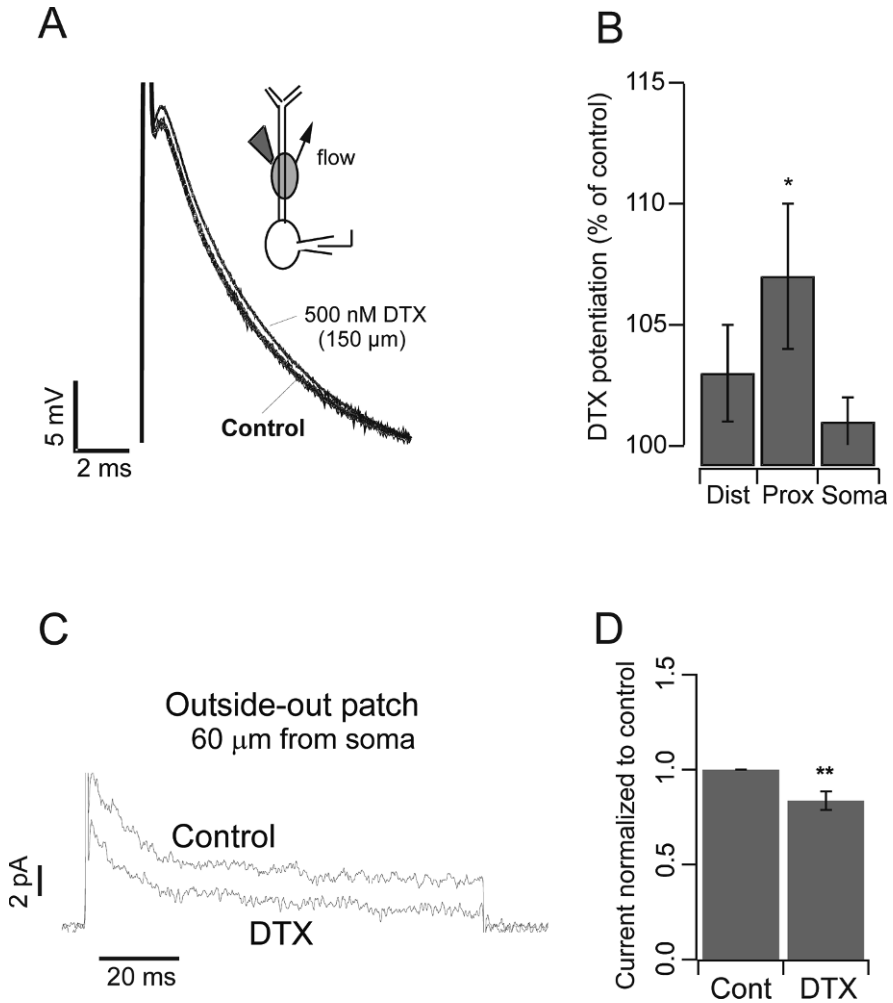 A
flow
500 nM DTX
(150 µm)
Control
5 mV
2 ms
B
DTX potentiation (% of control)
115
110
105
100
*
Dist Prox Soma
C
Outside-out patch
60 µm from soma
Control
DTX
2 pA
20 ms
D
Current normalized to control
1.5
1.0
0.5
0.0
**
Cont DTX